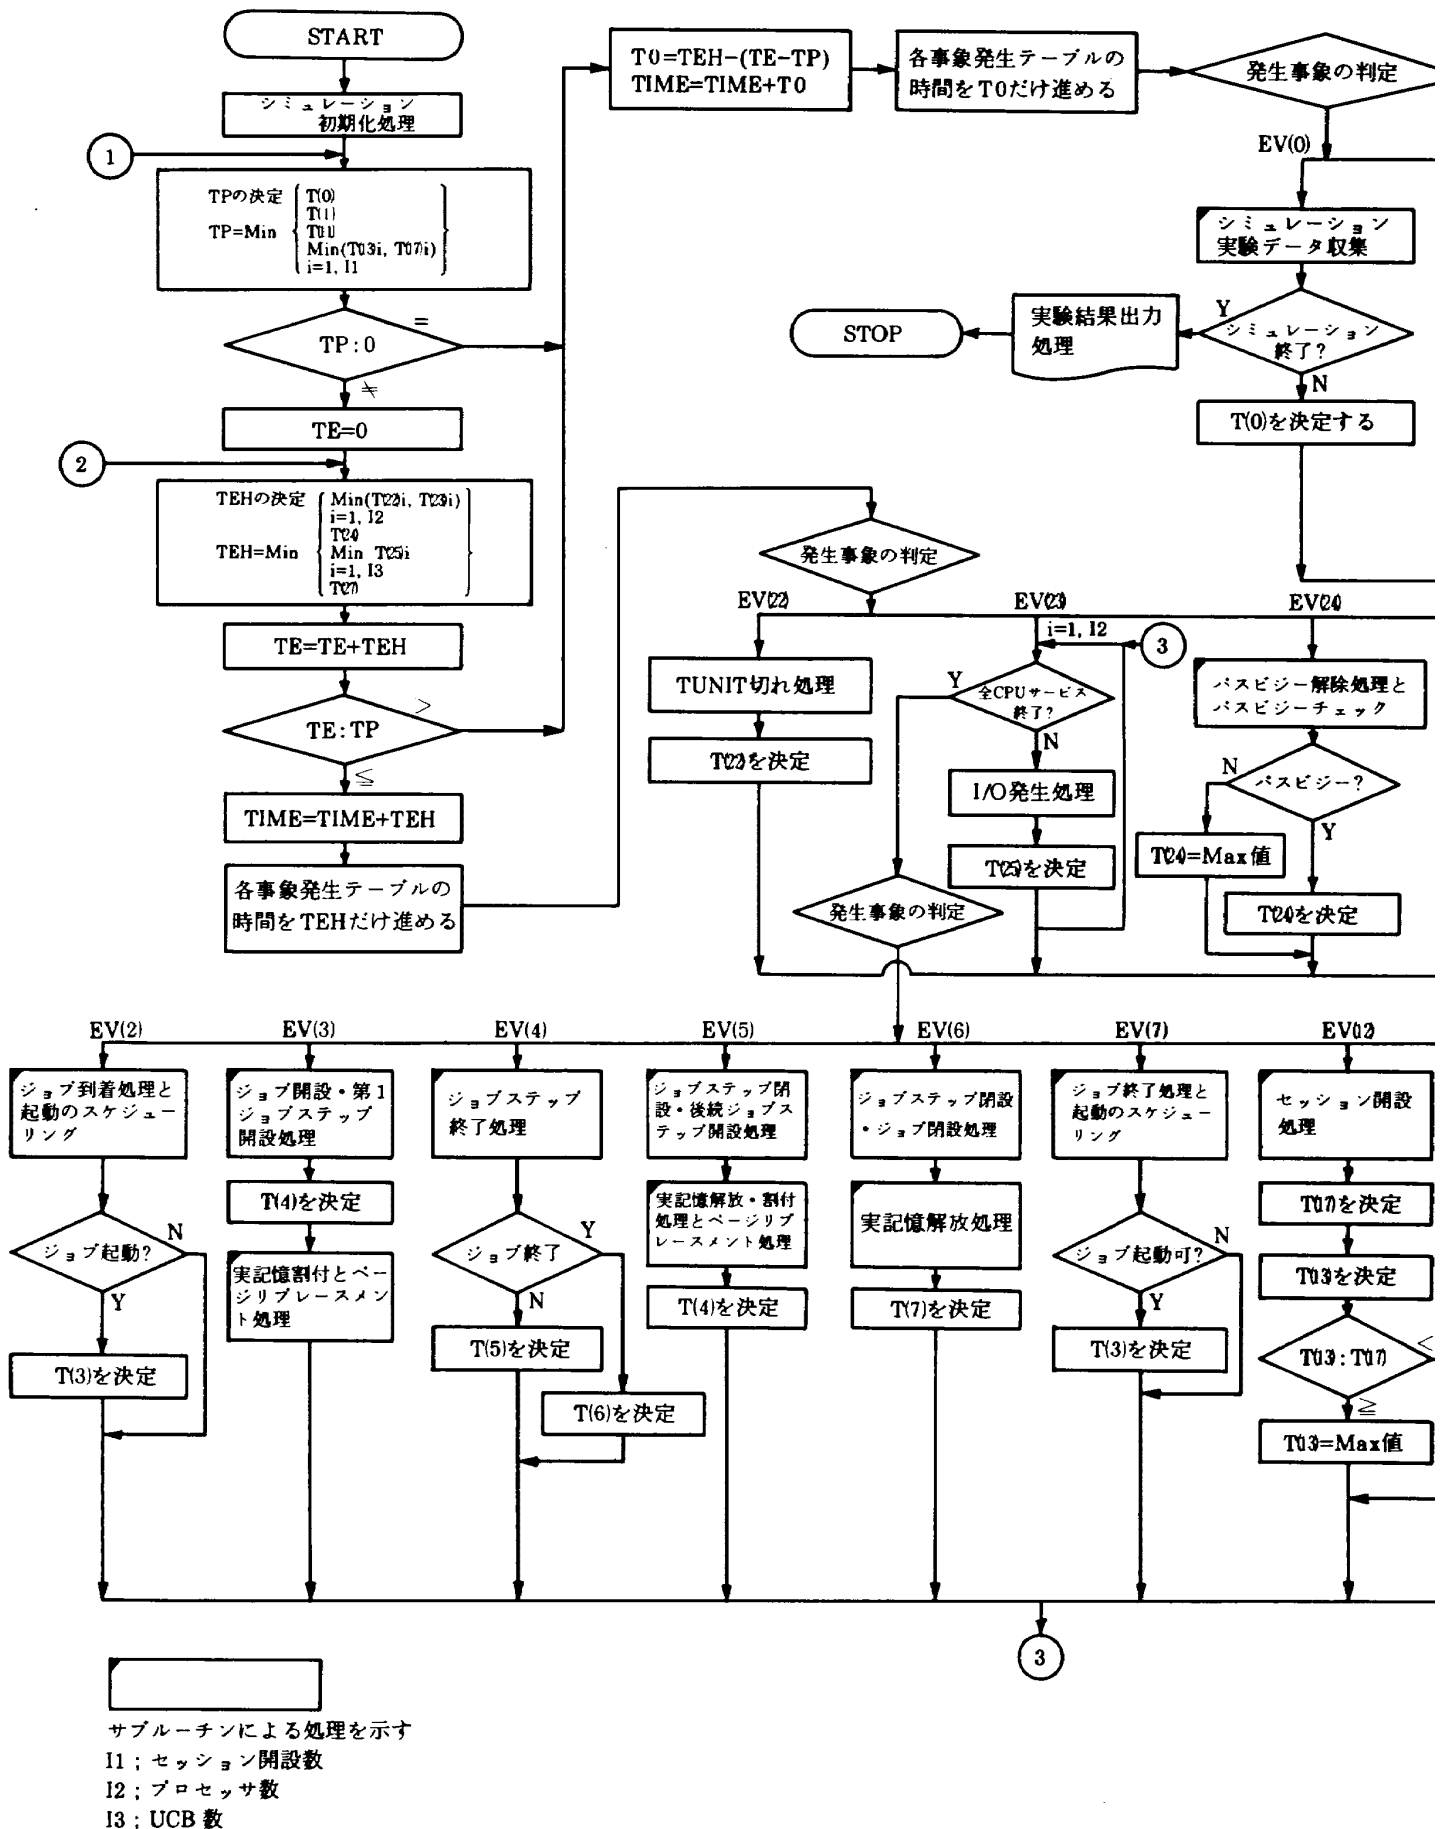 START
シミュレーション
初期化処理
1
TPの決定
TP=Min
T(0)
T(1)
T(11)
Min(T(13)i, T(17)i)
i=1, I1
TP:0
=
≠
TE=0
2
TEHの決定
TEH=Min
Min(T(22)i, T(23)i)
i=1, I2
T(24)
Min T(25)i
i=1, I3
T(27)
TE=TE+TEH
TE:TP
>
≦
TIME=TIME+TEH
各事象発生テーブルの
時間をTEHだけ進める
T0=TEH-(TE-TP)
TIME=TIME+T0
各事象発生テーブルの
時間をT0だけ進める
発生事象の判定
EV(0)
シミュレーション
実験データ収集
シミュレーション
終了?
Y
N
実験結果出力
処理
STOP
T(0)を決定する
発生事象の判定
EV(22)
TUNIT切れ処理
T(22)を決定
EV(23)
i=1, I2
3
全CPUサービス
終了?
Y
N
I/O発生処理
T(25)を決定
発生事象の判定
EV(24)
パスビジー解除処理と
パスビジーチェック
パスビジー?
N
Y
T(24)=Max値
T(24)を決定
EV(2)
ジョブ到着処理と
起動のスケジュー
リング
ジョブ起動?
N
Y
T(3)を決定
EV(3)
ジョブ開設・第1
ジョブステップ
開設処理
T(4)を決定
実記憶割付とペー
ジリプレースメン
ト処理
EV(4)
ジョブステップ
終了処理
ジョブ終了
Y
N
T(5)を決定
T(6)を決定
EV(5)
ジョブステップ閉
設・後続ジョブス
テップ開設処理
実記憶解放・割付
処理とページリプ
レースメント処理
T(4)を決定
EV(6)
ジョブステップ閉設
・ジョブ閉設処理
実記憶解放処理
T(7)を決定
EV(7)
ジョブ終了処理と
起動のスケジュー
リング
ジョブ起動可?
N
Y
T(3)を決定
EV(12)
セッション開設
処理
T(17)を決定
T(13)を決定
T(13):T(17)
<
≧
T(13)=Max値
3
サブルーチンによる処理を示す
I1 ; セッション開設数
I2 ; プロセッサ数
I3 ; UCB 数